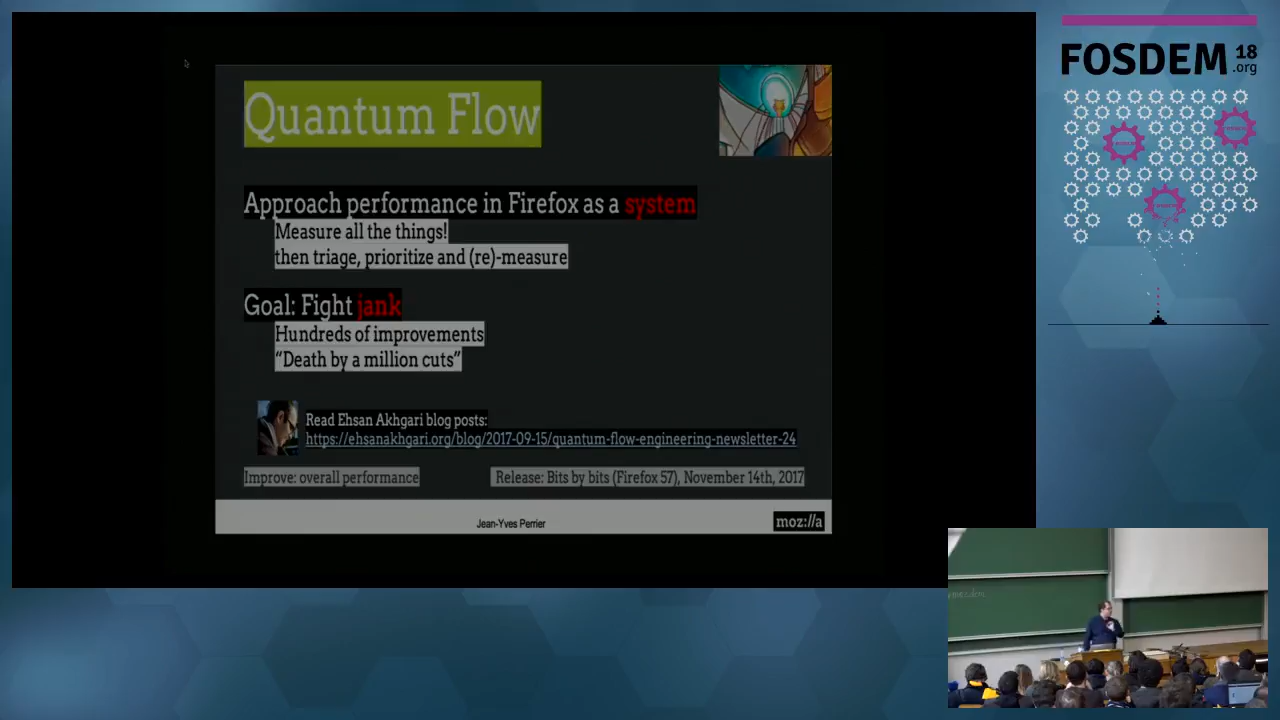 Quantum Flow
Approach performance in Firefox as a system
Measure all the things!
then triage, prioritize and (re)-measure
Goal: Fight jank
Hundreds of improvements
“Death by a million cuts”
Read Ehsan Akhgari blog posts:
https://ehsanakhgari.org/blog/2017-09-15/quantum-flow-engineering-newsletter-24
Improve: overall performance
Release: Bits by bits (Firefox 57), November 14th, 2017
Jean-Yves Perrier
moz://a
FOSDEM 18
.org